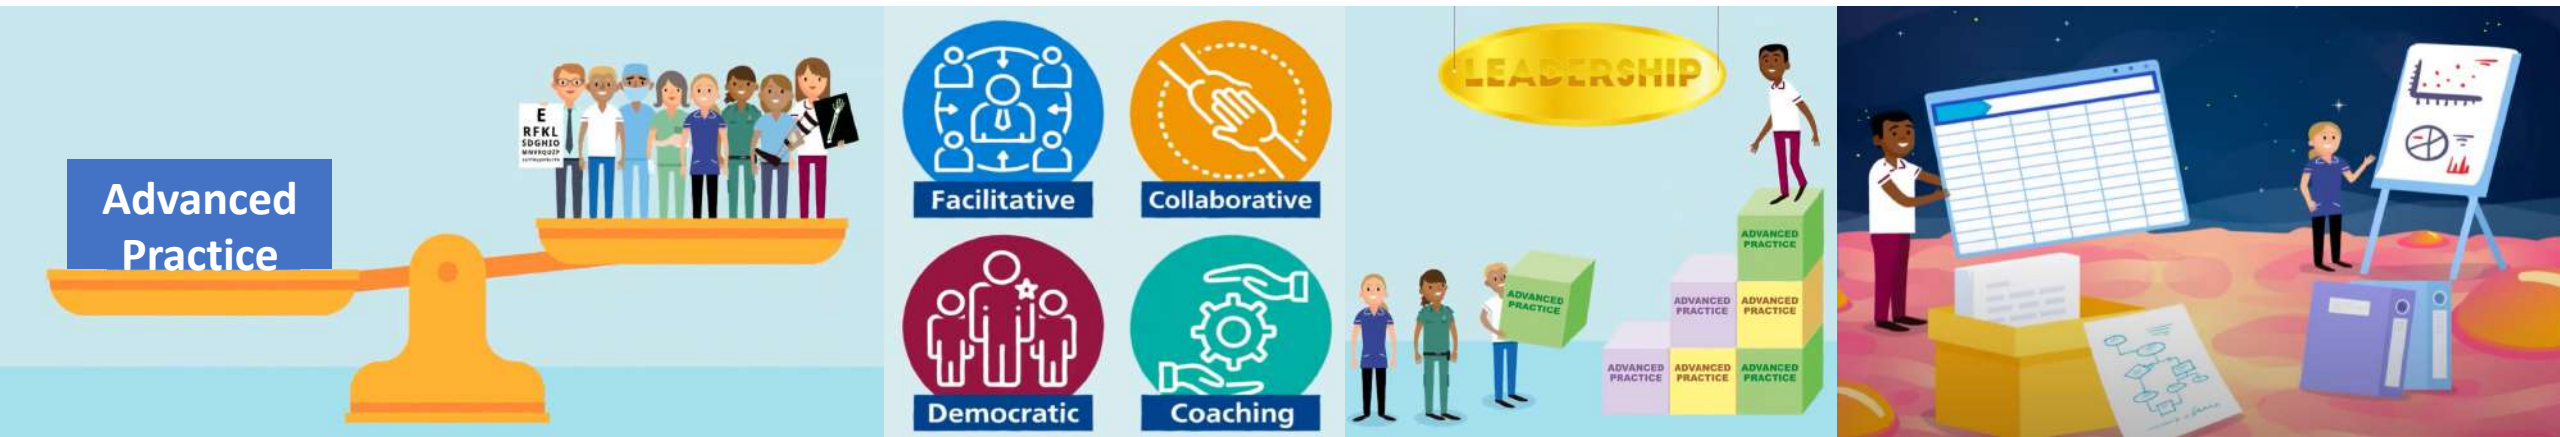 Advanced
Practice
E
RFKL
SDGHIO
Facilitative
Collaborative
Democratic
Coaching
LEADERSHIP
ADVANCED
PRACTICE
ADVANCED
PRACTICE
ADVANCED
PRACTICE
ADVANCED
PRACTICE
ADVANCED
PRACTICE
ADVANCED
PRACTICE
ADVANCED
PRACTICE